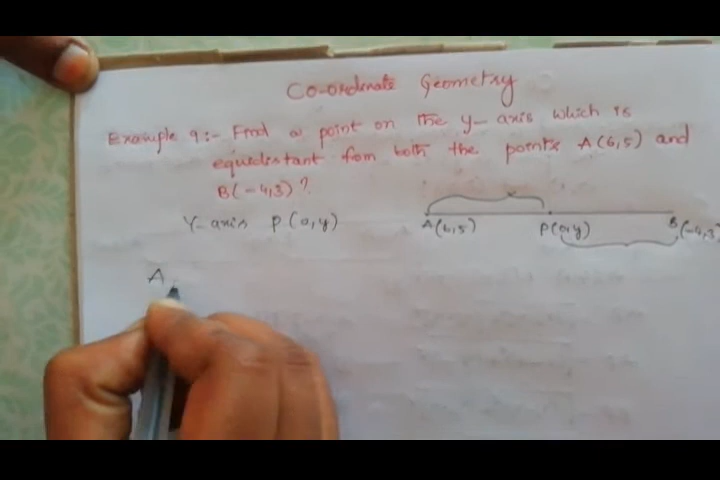 Co-ordinate Geometry
Example 9:- Find a point on the y-axis which is
equidistant from both the points A(6,5) and
B(-4,3)?
Y-axis P(0,y)
A(6,5) P(0,y) B(-4,3)
A